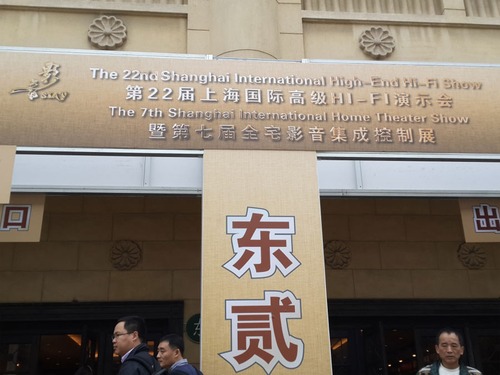 影音
The 22nd Shanghai International High-End Hi-Fi Show
第22届上海国际高级HI-FI演示会
The 7th Shanghai International Home Theater Show
暨第七届全宅影音集成控制展
口
东贰
出